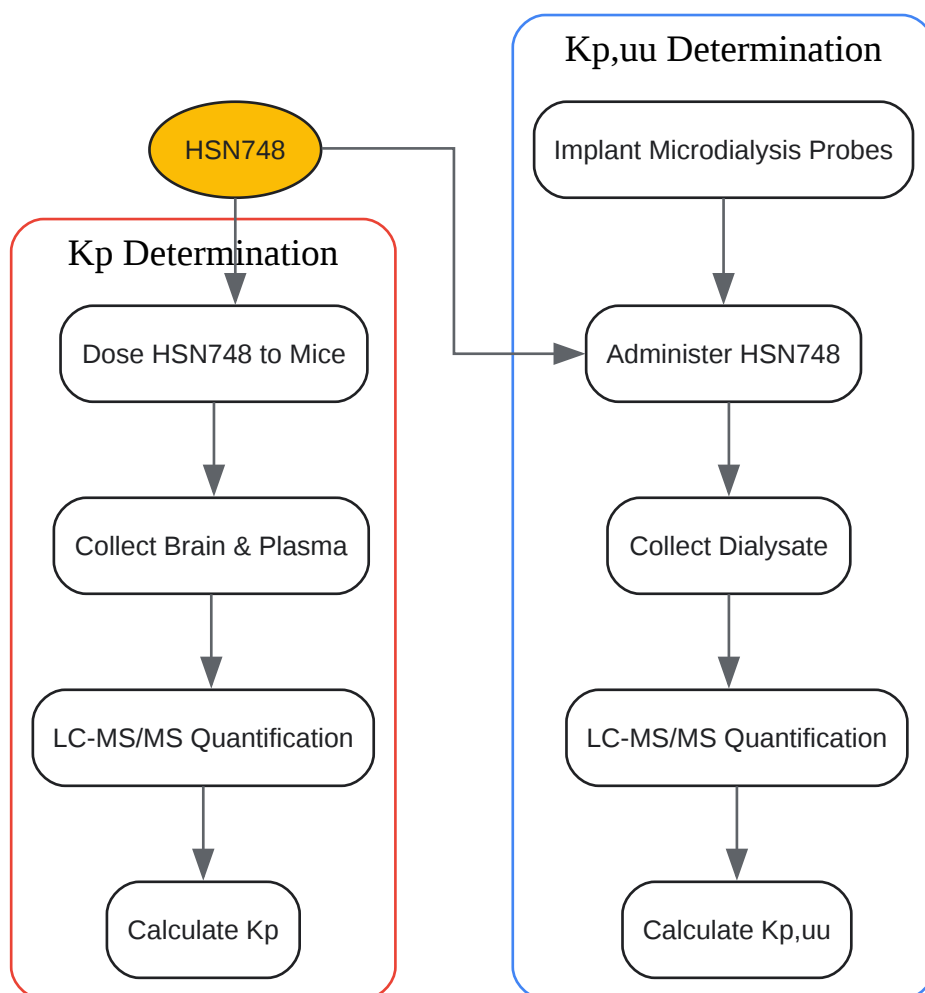 HSN748
Kp Determination
Dose HSN748 to Mice
Collect Brain & Plasma
LC-MS/MS Quantification
Calculate Kp
Kp,uu Determination
Implant Microdialysis Probes
Administer HSN748
Collect Dialysate
LC-MS/MS Quantification
Calculate Kp,uu